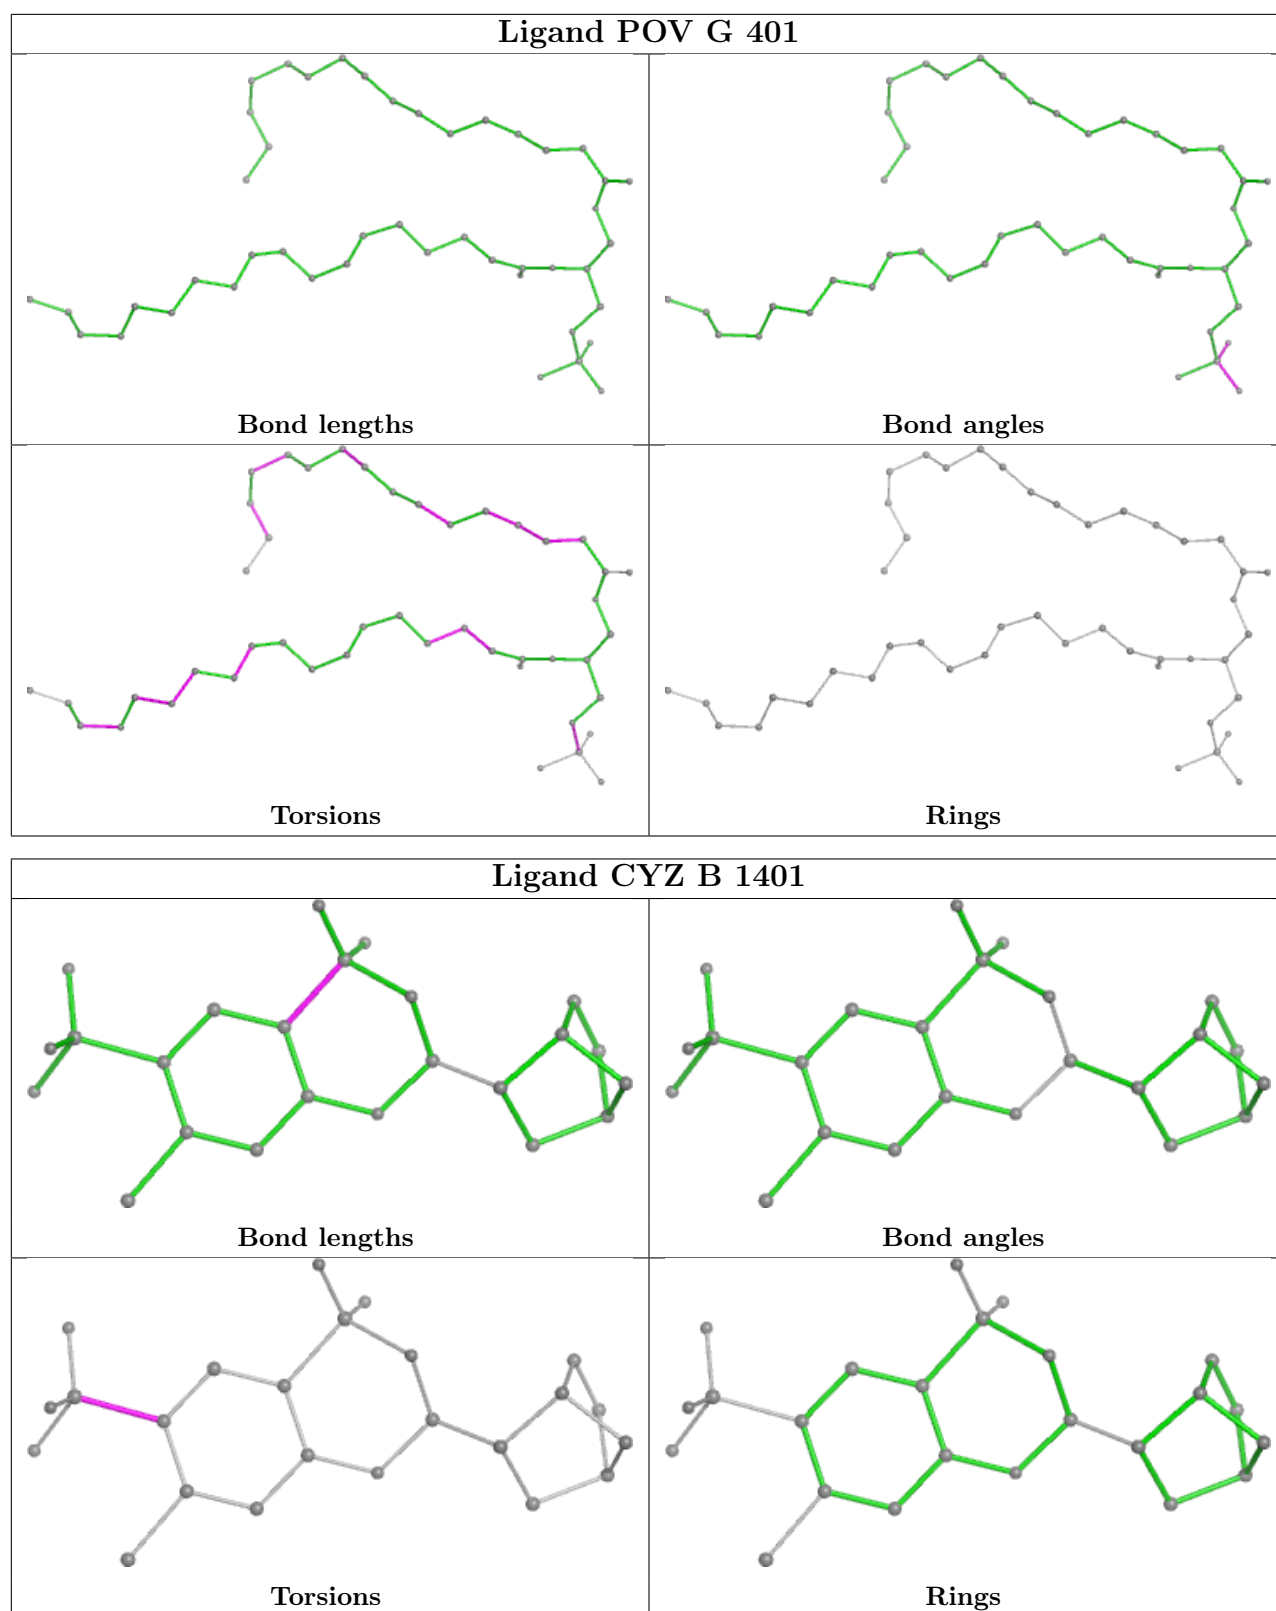 Ligand POV G 401
Bond lengths
Bond angles
Torsions
Rings
Ligand CYZ B 1401
Bond lengths
Bond angles
Torsions
Rings